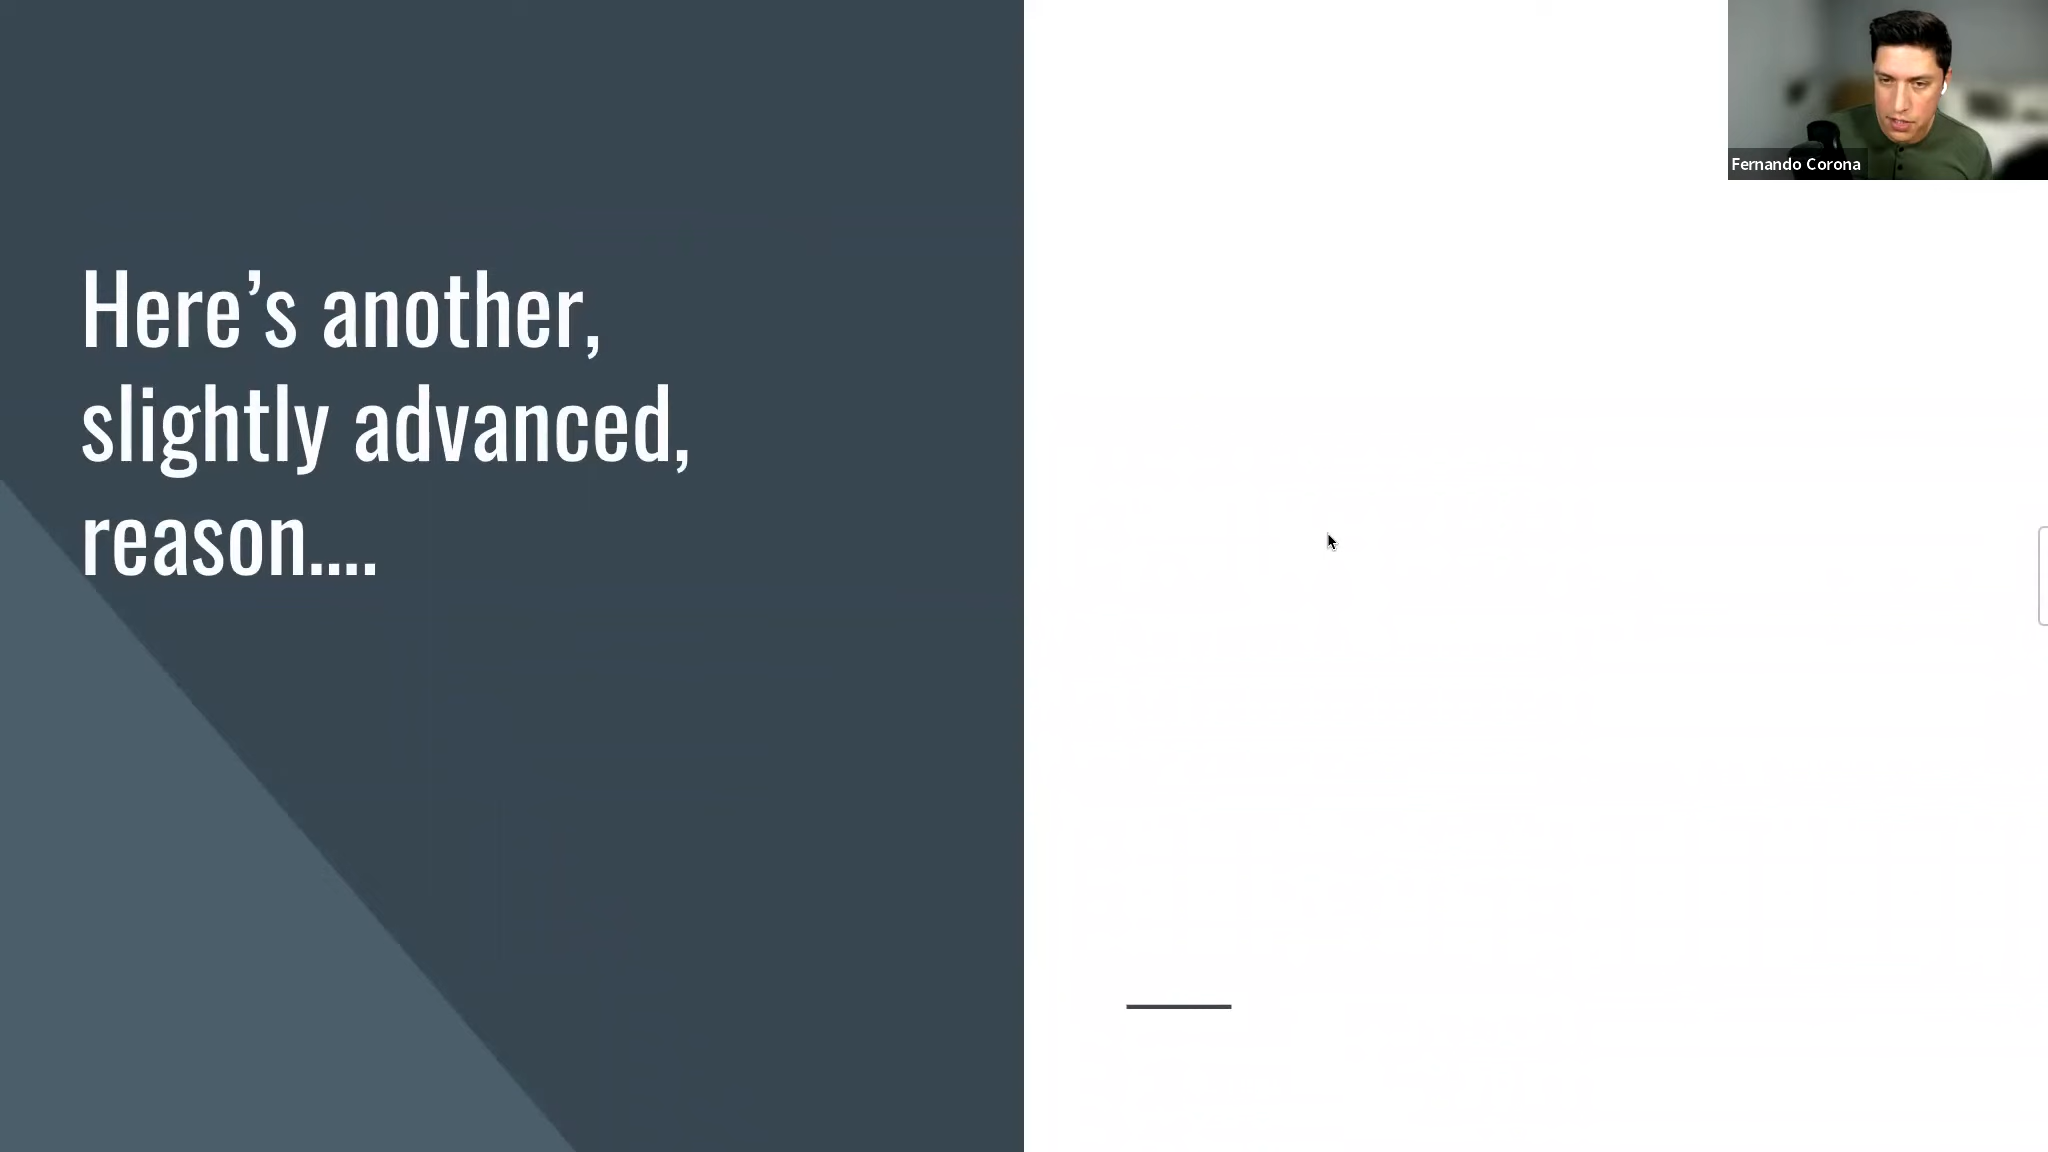 Here’s another,
slightly advanced,
reason....
Fernando Corona